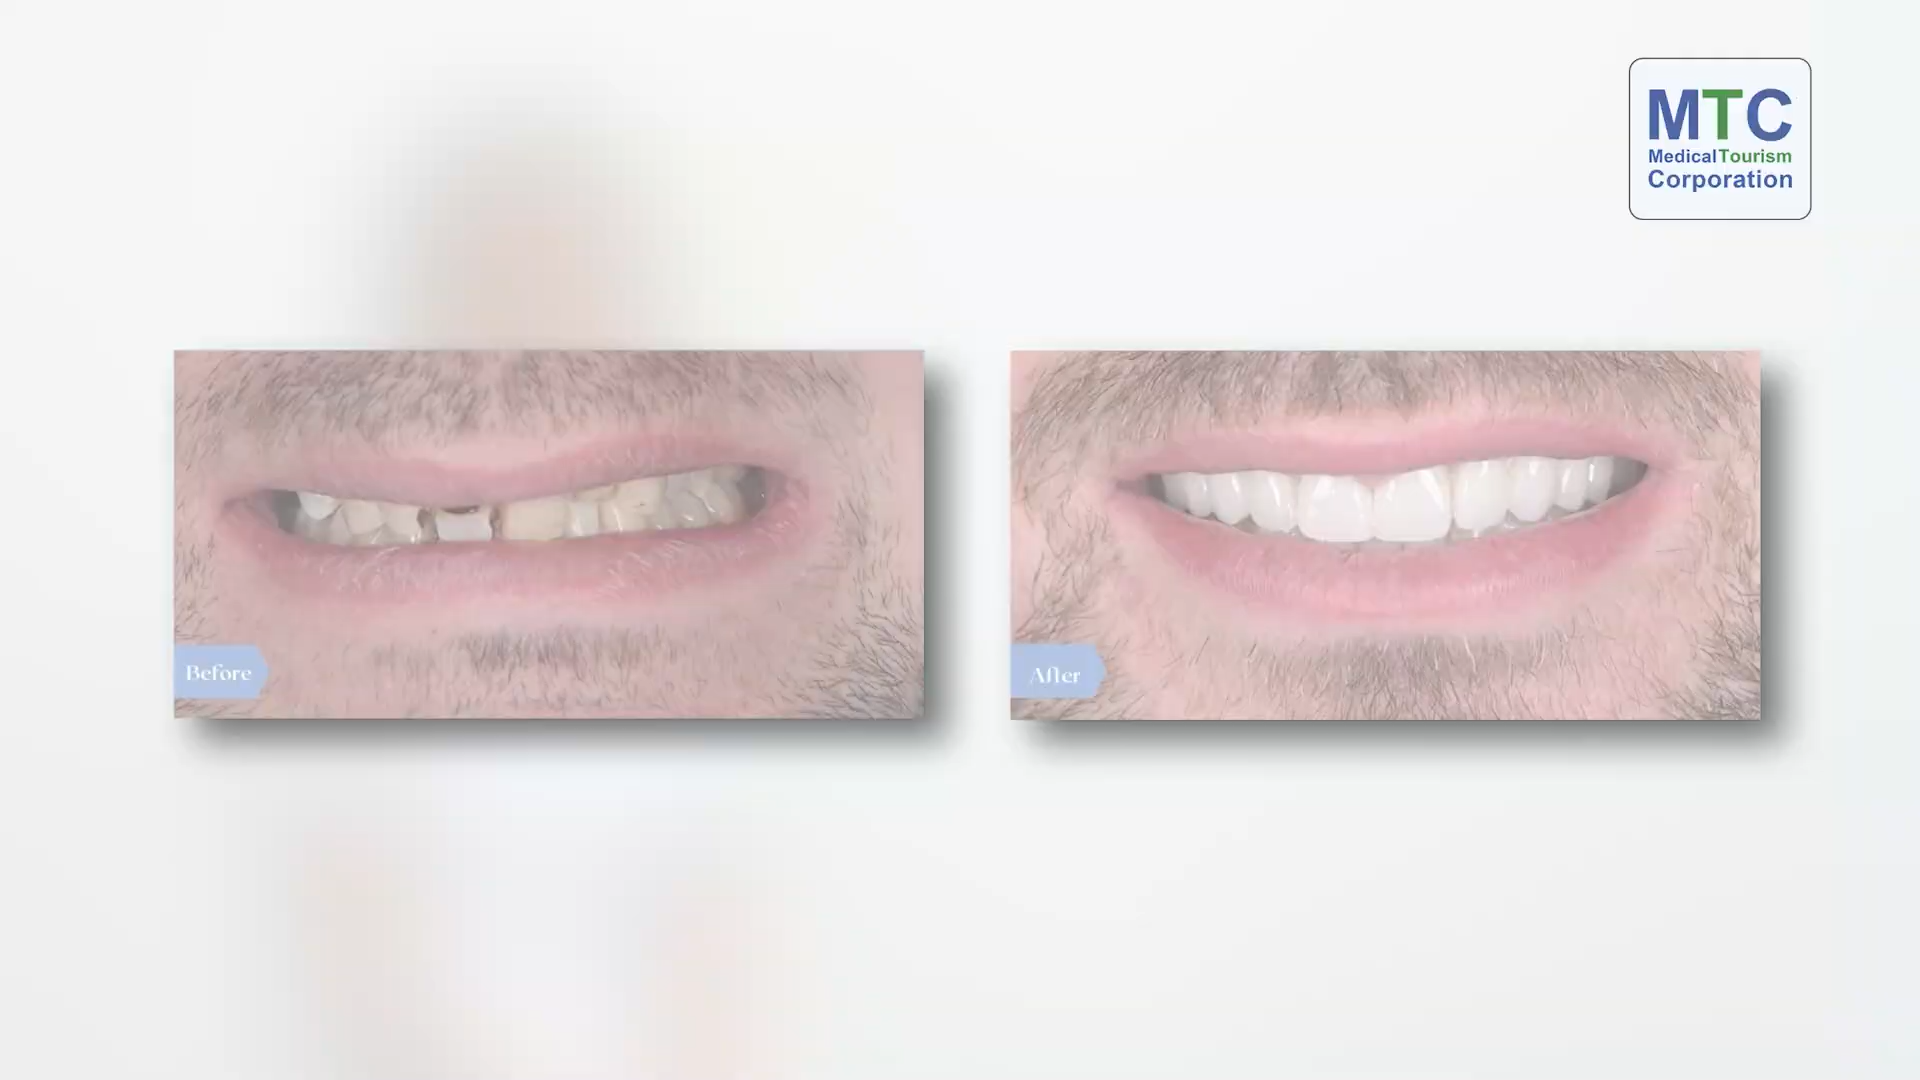 MTC
MedicalTourism
Corporation
Before
After